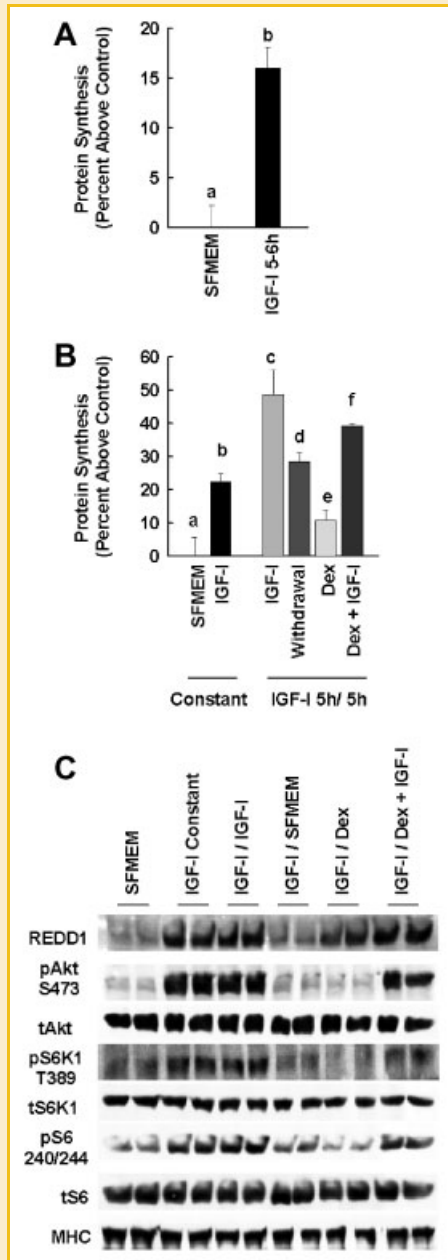 A
Protein Synthesis
(Percent Above Control)
20
15
10
5
0
a
b
SFMEM
IGF-I 5-6h
B
Protein Synthesis
(Percent Above Control)
60
50
40
30
20
10
0
a
b
c
d
e
f
SFMEM
IGF-I
IGF-I
Withdrawal
Dex
Dex + IGF-I
Constant
IGF-I 5h/ 5h
C
SFMEM
IGF-I Constant
IGF-I / IGF-I
IGF-I / SFMEM
IGF-I / Dex
IGF-I / Dex + IGF-I
REDD1
pAkt
S473
tAkt
pS6K1
T389
tS6K1
pS6
240/244
tS6
MHC